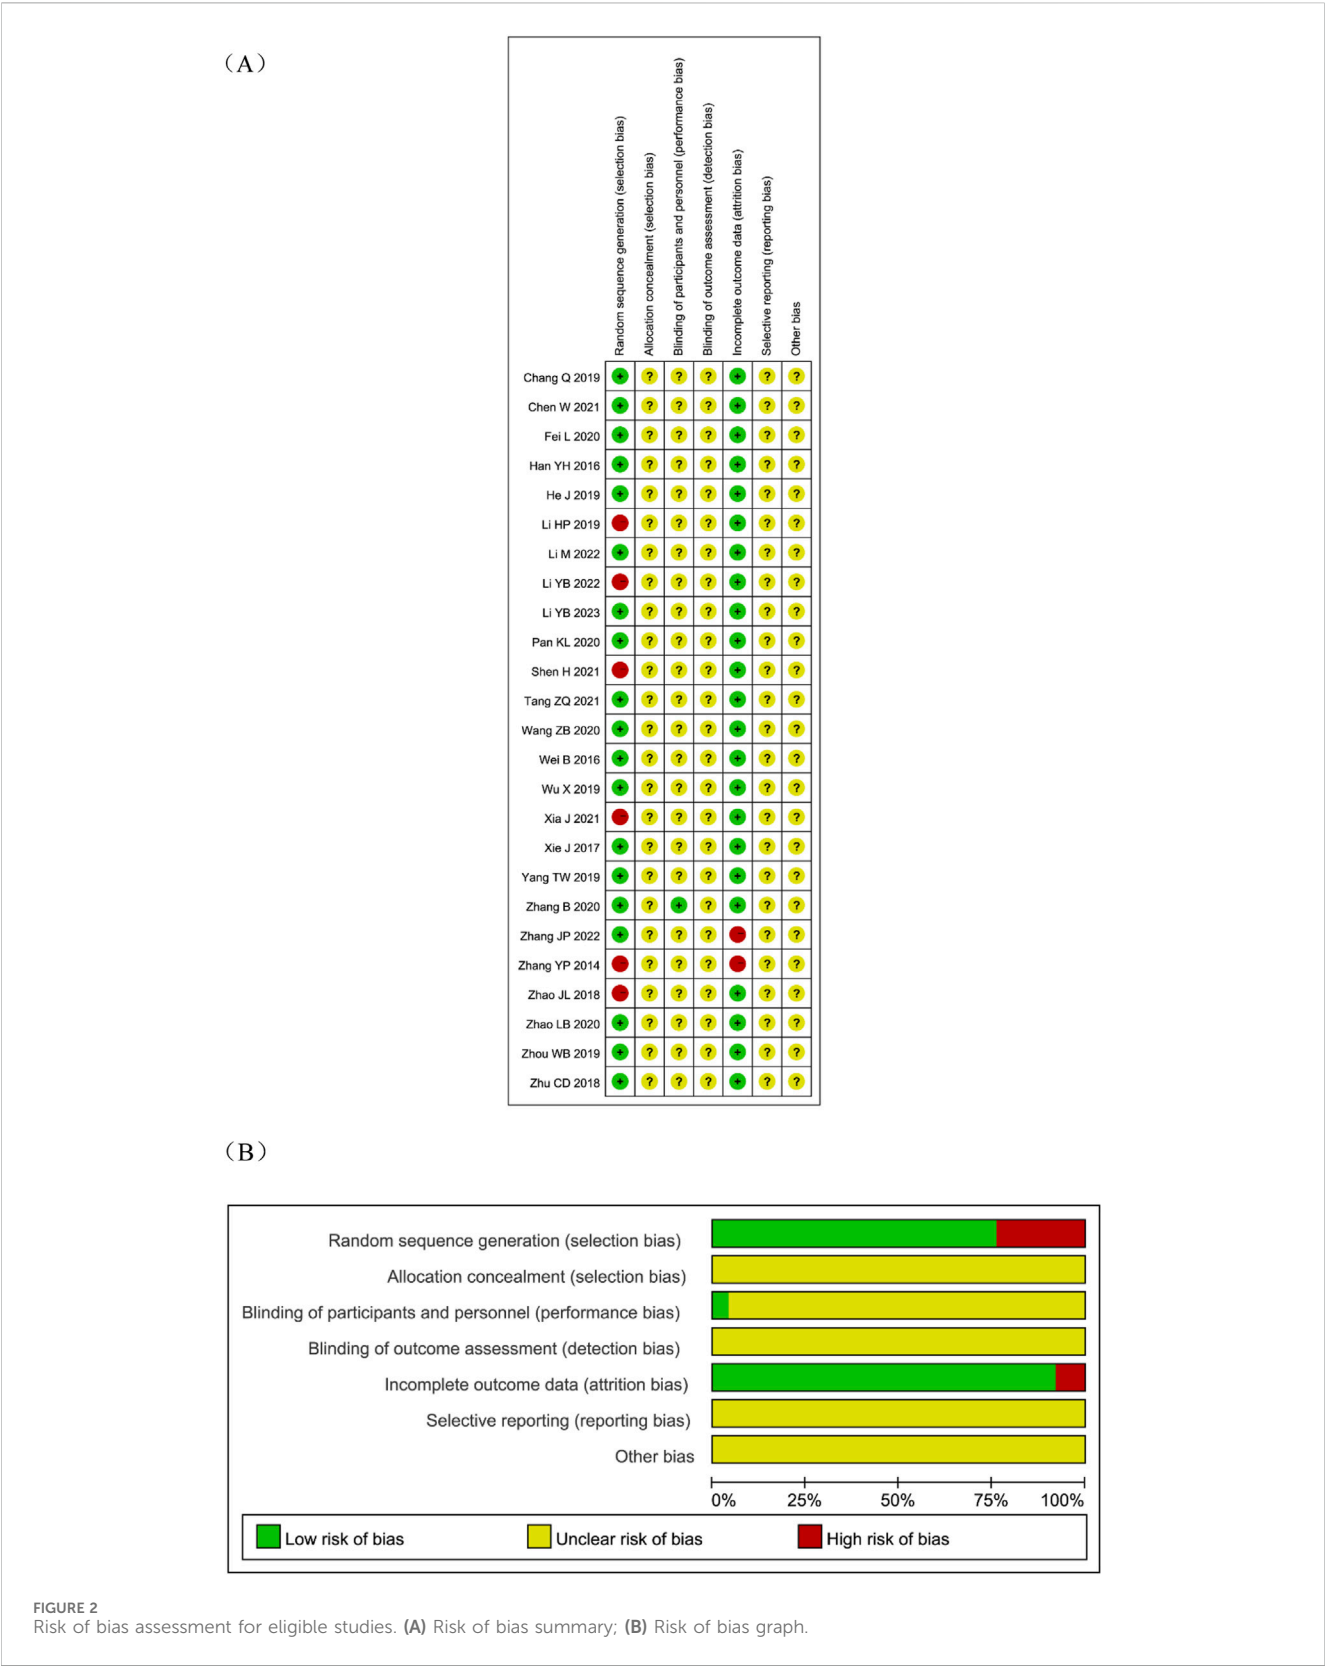 （A）
Random sequence generation (selection bias)
Allocation concealment (selection bias)
Blinding of participants and personnel (performance bias)
Blinding of outcome assessment (detection bias)
Incomplete outcome data (attrition bias)
Selective reporting (reporting bias)
Other bias
Chang Q 2019 + ? ? ? + ? ?
Chen W 2021 + ? ? ? + ? ?
Fei L 2020 + ? ? ? + ? ?
Han YH 2016 + ? ? ? + ? ?
He J 2019 + ? ? ? + ? ?
Li HP 2019 - ? ? ? + ? ?
Li M 2022 + ? ? ? + ? ?
Li YB 2022 - ? ? ? + ? ?
Li YB 2023 + ? ? ? + ? ?
Pan KL 2020 + ? ? ? + ? ?
Shen H 2021 - ? ? ? + ? ?
Tang ZQ 2021 + ? ? ? + ? ?
Wang ZB 2020 + ? ? ? + ? ?
Wei B 2016 + ? ? ? + ? ?
Wu X 2019 + ? ? ? + ? ?
Xia J 2021 - ? ? ? + ? ?
Xie J 2017 + ? ? ? + ? ?
Yang TW 2019 + ? ? ? + ? ?
Zhang B 2020 + ? + ? + ? ?
Zhang JP 2022 + ? ? ? - ? ?
Zhang YP 2014 - ? ? ? - ? ?
Zhao JL 2018 - ? ? ? + ? ?
Zhao LB 2020 + ? ? ? + ? ?
Zhou WB 2019 + ? ? ? + ? ?
Zhu CD 2018 + ? ? ? + ? ?
（B）
Random sequence generation (selection bias)
Allocation concealment (selection bias)
Blinding of participants and personnel (performance bias)
Blinding of outcome assessment (detection bias)
Incomplete outcome data (attrition bias)
Selective reporting (reporting bias)
Other bias
0% 25% 50% 75% 100%
Low risk of bias Unclear risk of bias High risk of bias
FIGURE 2
Risk of bias assessment for eligible studies. (A) Risk of bias summary; (B) Risk of bias graph.